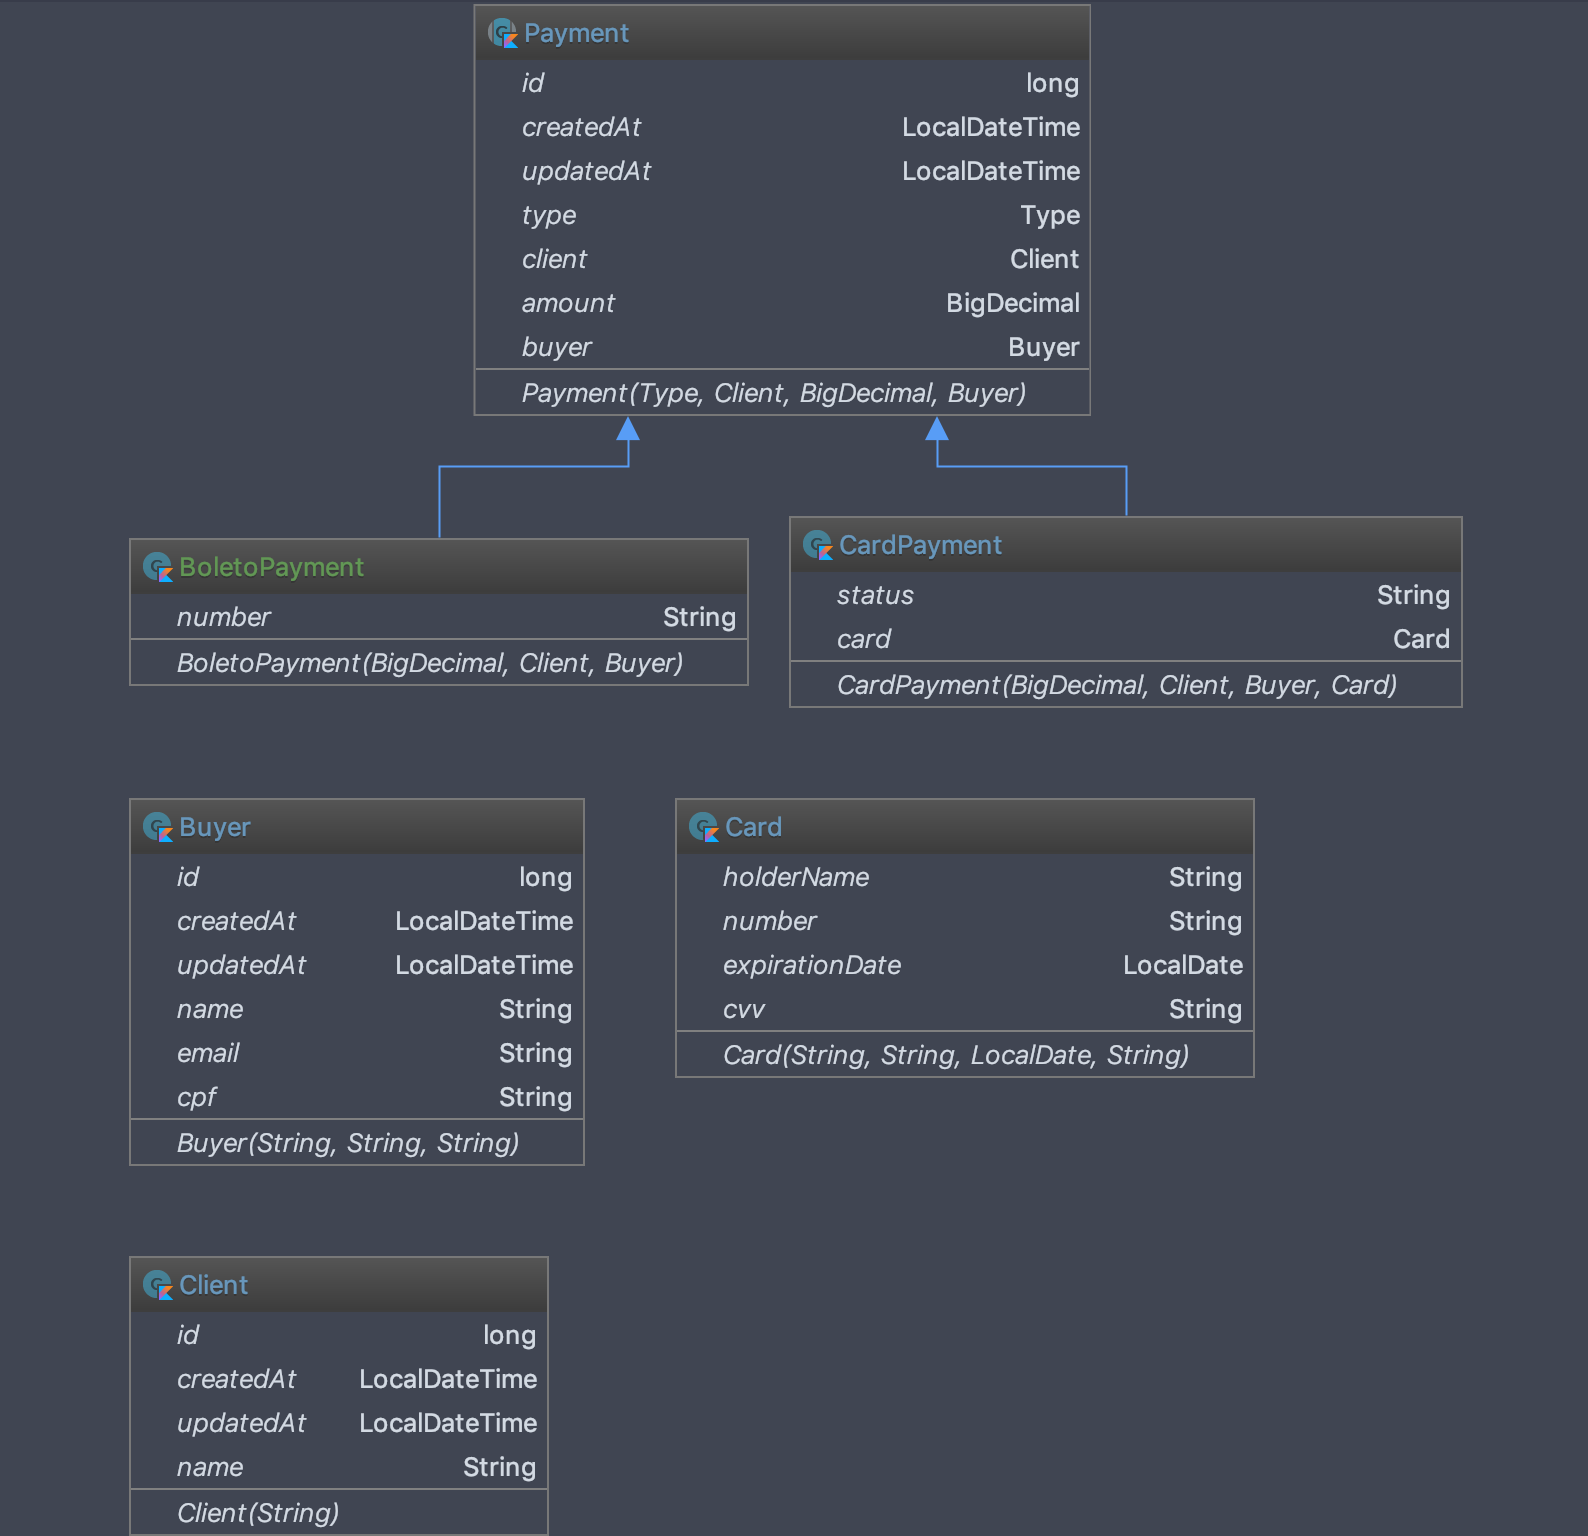 Payment
id long
createdAt LocalDateTime
updatedAt LocalDateTime
type Type
client Client
amount BigDecimal
buyer Buyer
Payment(Type, Client, BigDecimal, Buyer)
BoletoPayment
number String
BoletoPayment(BigDecimal, Client, Buyer)
CardPayment
status String
card Card
CardPayment(BigDecimal, Client, Buyer, Card)
Buyer
id long
createdAt LocalDateTime
updatedAt LocalDateTime
name String
email String
cpf String
Buyer(String, String, String)
Card
holderName String
number String
expirationDate LocalDate
cvv String
Card(String, String, LocalDate, String)
Client
id long
createdAt LocalDateTime
updatedAt LocalDateTime
name String
Client(String)